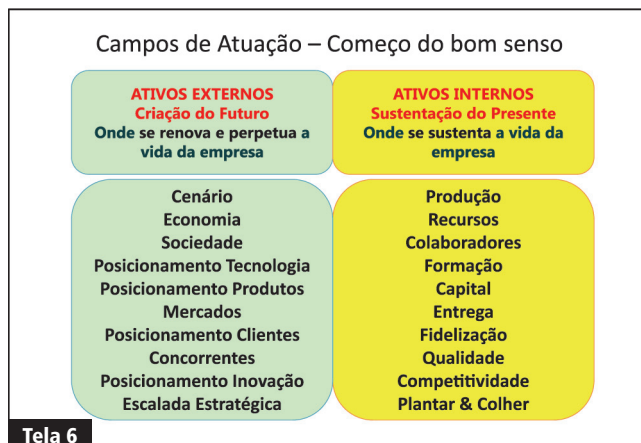 Campos de Atuação – Começo do bom senso
ATIVOS EXTERNOS
Criação do Futuro
Onde se renova e perpetua a
vida da empresa
ATIVOS INTERNOS
Sustentação do Presente
Onde se sustenta a vida da
empresa
Cenário
Economia
Sociedade
Posicionamento Tecnologia
Posicionamento Produtos
Mercados
Posicionamento Clientes
Concorrentes
Posicionamento Inovação
Escalada Estratégica
Produção
Recursos
Colaboradores
Formação
Capital
Entrega
Fidelização
Qualidade
Competitividade
Plantar & Colher
Tela 6